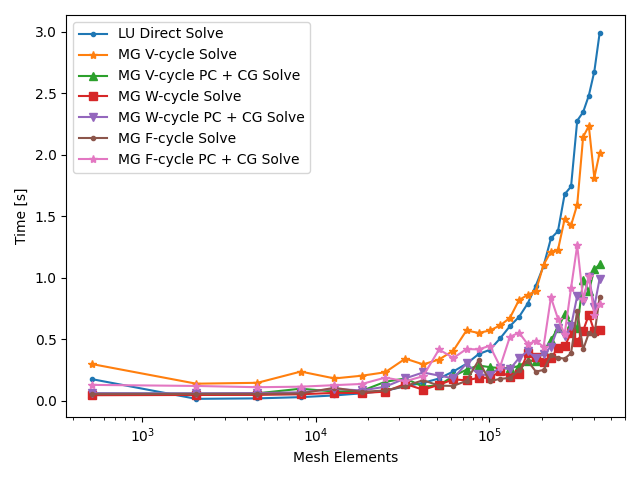 LU Direct Solve
MG V-cycle Solve
MG V-cycle PC + CG Solve
MG W-cycle Solve
MG W-cycle PC + CG Solve
MG F-cycle Solve
MG F-cycle PC + CG Solve
3.0
2.5
2.0
1.5
1.0
0.5
0.0
Time [s]
10³ 10⁴ 10⁵
Mesh Elements